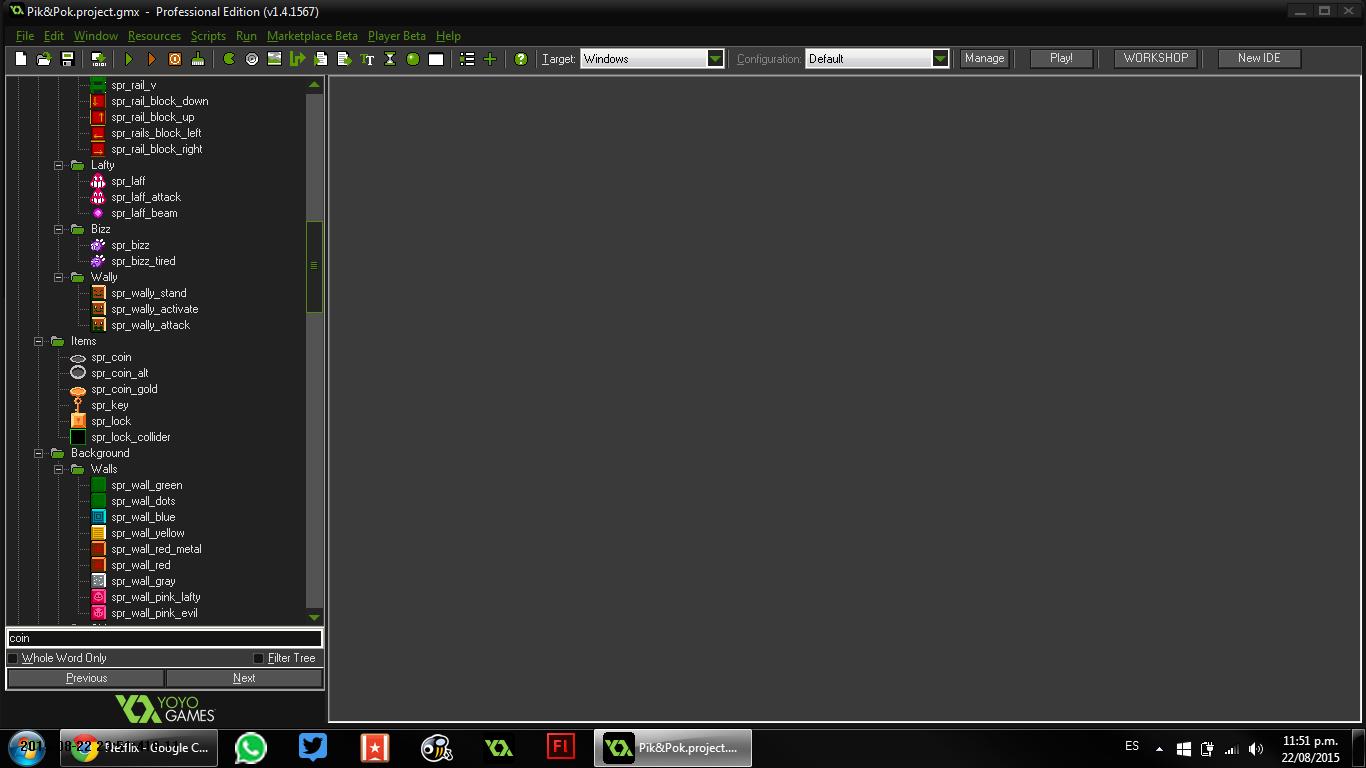 Pik&Pok.project.gmx - Professional Edition (v1.4.1567)
File Edit Window Resources Scripts Run Marketplace Beta Player Beta Help
Target: Windows Configuration: Default Manage Play! WORKSHOP New IDE
spr_rail_v
spr_rail_block_down
spr_rail_block_up
spr_rails_block_left
spr_rail_block_right
Lafty
spr_laff
spr_laff_attack
spr_laff_beam
Bizz
spr_bizz
spr_bizz_tired
Wally
spr_wally_stand
spr_wally_activate
spr_wally_attack
Items
spr_coin
spr_coin_alt
spr_coin_gold
spr_key
spr_lock
spr_lock_collider
Background
Walls
spr_wall_green
spr_wall_dots
spr_wall_blue
spr_wall_yellow
spr_wall_red_metal
spr_wall_red
spr_wall_gray
spr_wall_pink_lafty
spr_wall_pink_evil
coin
Whole Word Only Filter Tree
Previous Next
YOYO
GAMES
- Google C...
FI
Pik&Pok.project....
ES
11:51 p.m.
22/08/2015